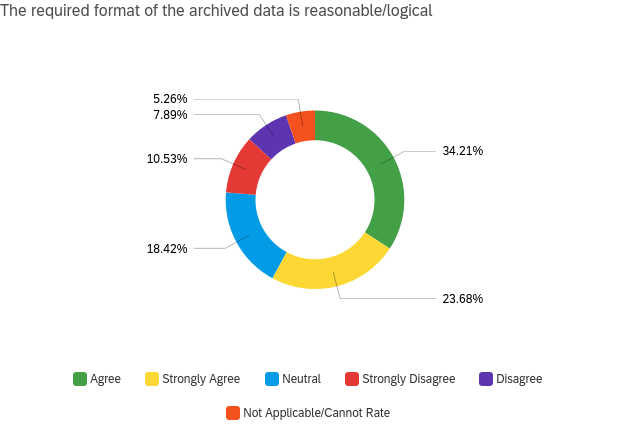 The required format of the archived data is reasonable/logical
5.26%
7.89%
34.21%
10.53%
18.42%
23.68%
Agree Strongly Agree Neutral Strongly Disagree Disagree
Not Applicable/Cannot Rate